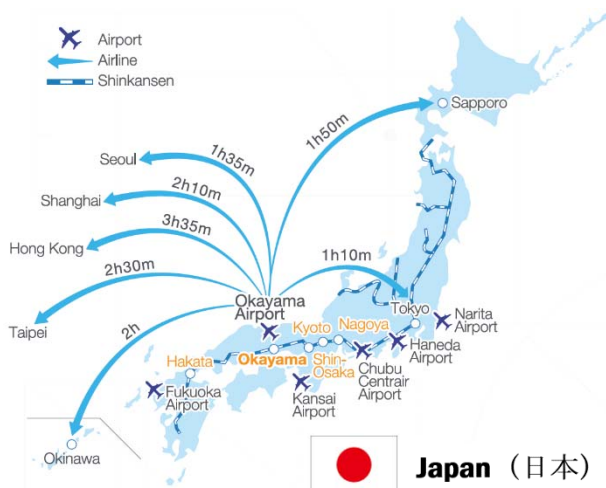 Airport
Airline
Shinkansen
Sapporo
1h50m
Seoul
1h35m
Shanghai
2h10m
Hong Kong
3h35m
Taipei
2h30m
2h
1h10m
Okayama
Airport
Tokyo
Narita
Airport
Haneda
Airport
Kyoto
Nagoya
Hakata
Okayama
Shin-
Osaka
Chubu
Centrair
Airport
Fukuoka
Airport
Kansai
Airport
Okinawa
Japan (日本)